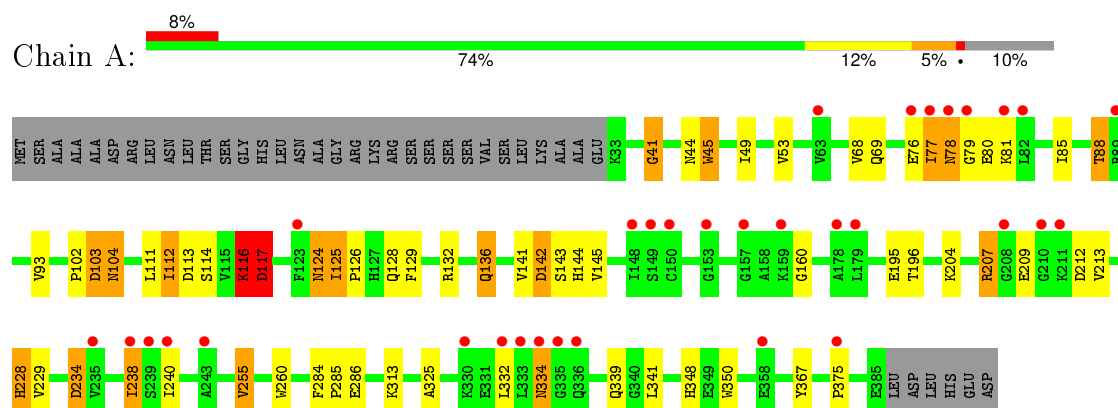 8%
Chain A:
74% 12% 5% • 10%
MET SER ALA ALA ALA ASP ARG LEU ASN LEU THR SER GLY HIS LEU ASN ALA GLY ARG LYS ARG SER SER SER SER VAL SER LEU LYS ALA ALA GLU K33 G41 N44 W45 I49 V53 V63 V68 Q69 E76 I77 N78 G79 E80 K81 L82 I85 T88
V93 P102 D103 N104 L111 I112 D113 S114 V115 K116 D117 F123 N124 I125 P126 H127 Q128 F129 R132 Q136 V141 D142 S143 H144 V145 I148 S149 C150 G153 G157 A158 K159 G160 A178 L179 E195 T196 K204 R207 G208 E209 G210 K211 D212 V213
H228 V229 D234 V235 I238 S239 I240 A243 V255 W260 F284 P285 E286 K313 A325 K330 E331 L332 L333 N334 G335 Q336 Q339 G340 L341 H348 E349 W350 E358 Y367 P375 E385 LEU ASP LEU HIS GLU ASP